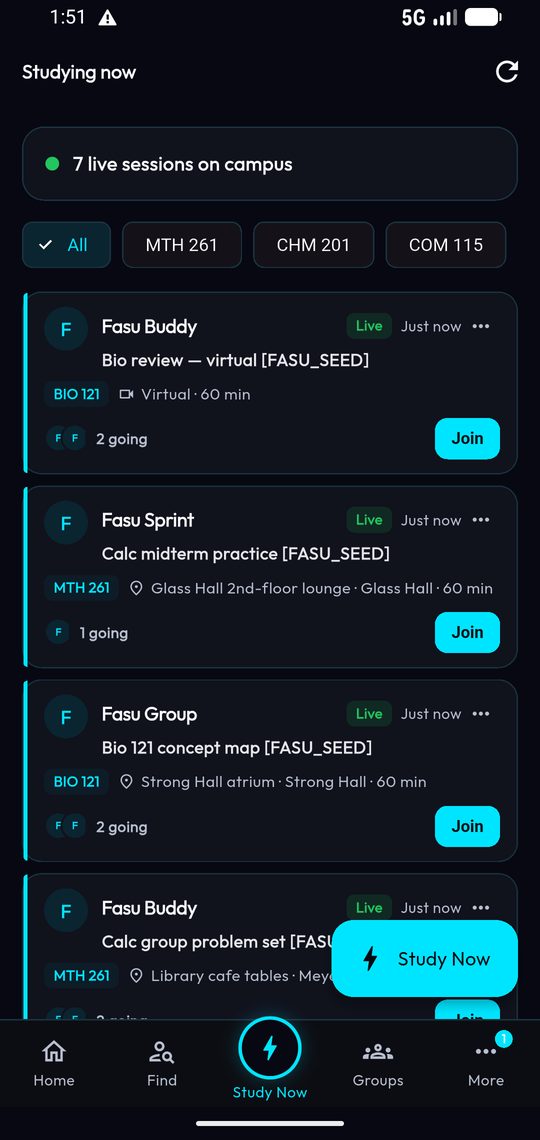 1:51 5G
Studying now
7 live sessions on campus
All MTH 261 CHM 201 COM 115
F Fasu Buddy Live Just now
Bio review — virtual [FASU_SEED]
BIO 121 Virtual · 60 min
F F 2 going Join
F Fasu Sprint Live Just now
Calc midterm practice [FASU_SEED]
MTH 261 Glass Hall 2nd-floor lounge · Glass Hall · 60 min
F 1 going Join
F Fasu Group Live Just now
Bio 121 concept map [FASU_SEED]
BIO 121 Strong Hall atrium · Strong Hall · 60 min
F F 2 going Join
F Fasu Buddy Live Just now
Calc group problem set [FASU
Study Now
MTH 261 Library cafe tables · Meye
1
Home Find Study Now Groups More